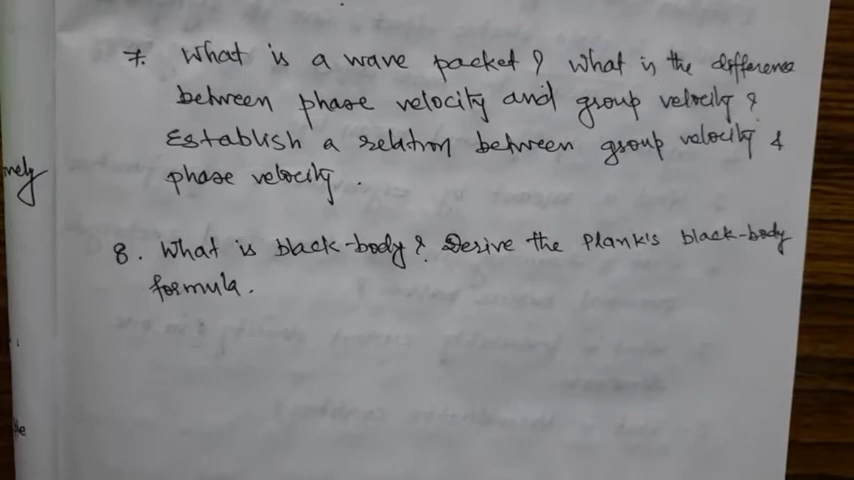 7. What is a wave packet? What is the difference
between phase velocity and group velocity?
Establish a relation between group velocity &
phase velocity.
8. What is black-body? Derive the Plank's black-body
formula.